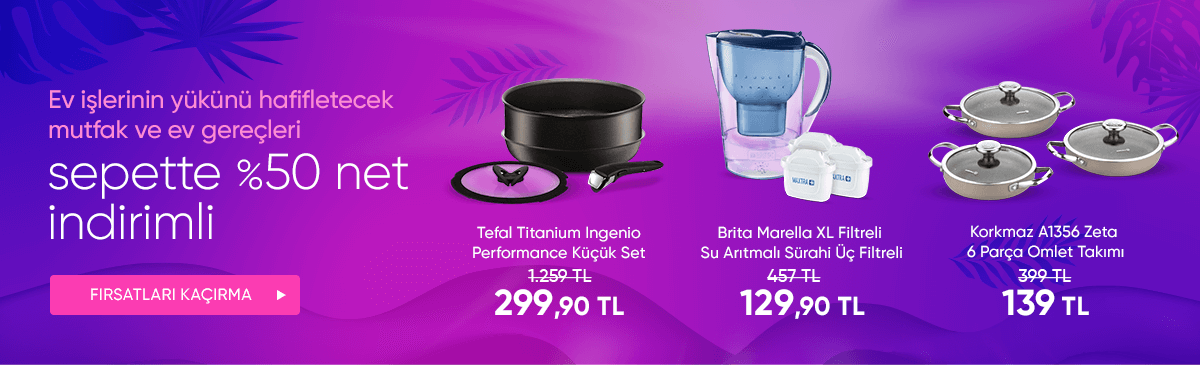 Ev işlerinin yükünü hafifletecek
mutfak ve ev gereçleri
sepette %50 net
indirimli
FIRSATLARI KAÇIRMA
Tefal Titanium Ingenio
Performance Küçük Set
1.259 TL
299,90 TL
MAXTRA+
MAXTRA+
Brita Marella XL Filtreli
Su Arıtmalı Sürahi Üç Filtreli
457 TL
129,90 TL
Korkmaz A1356 Zeta
6 Parça Omlet Takımı
399 TL
139 TL